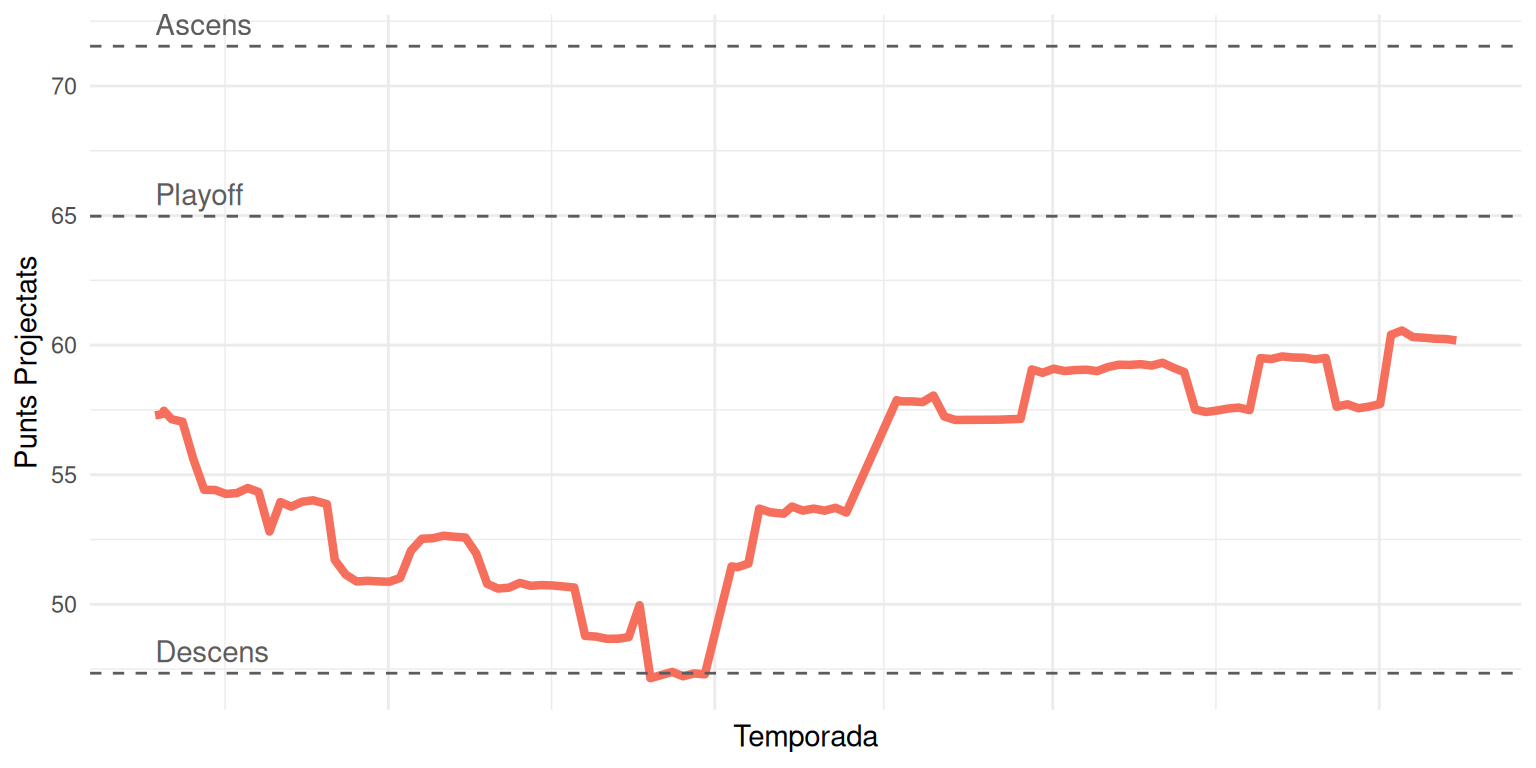 Ascens
70
Playoff
65
Punts Projectats
60
55
50
Descens
Temporada